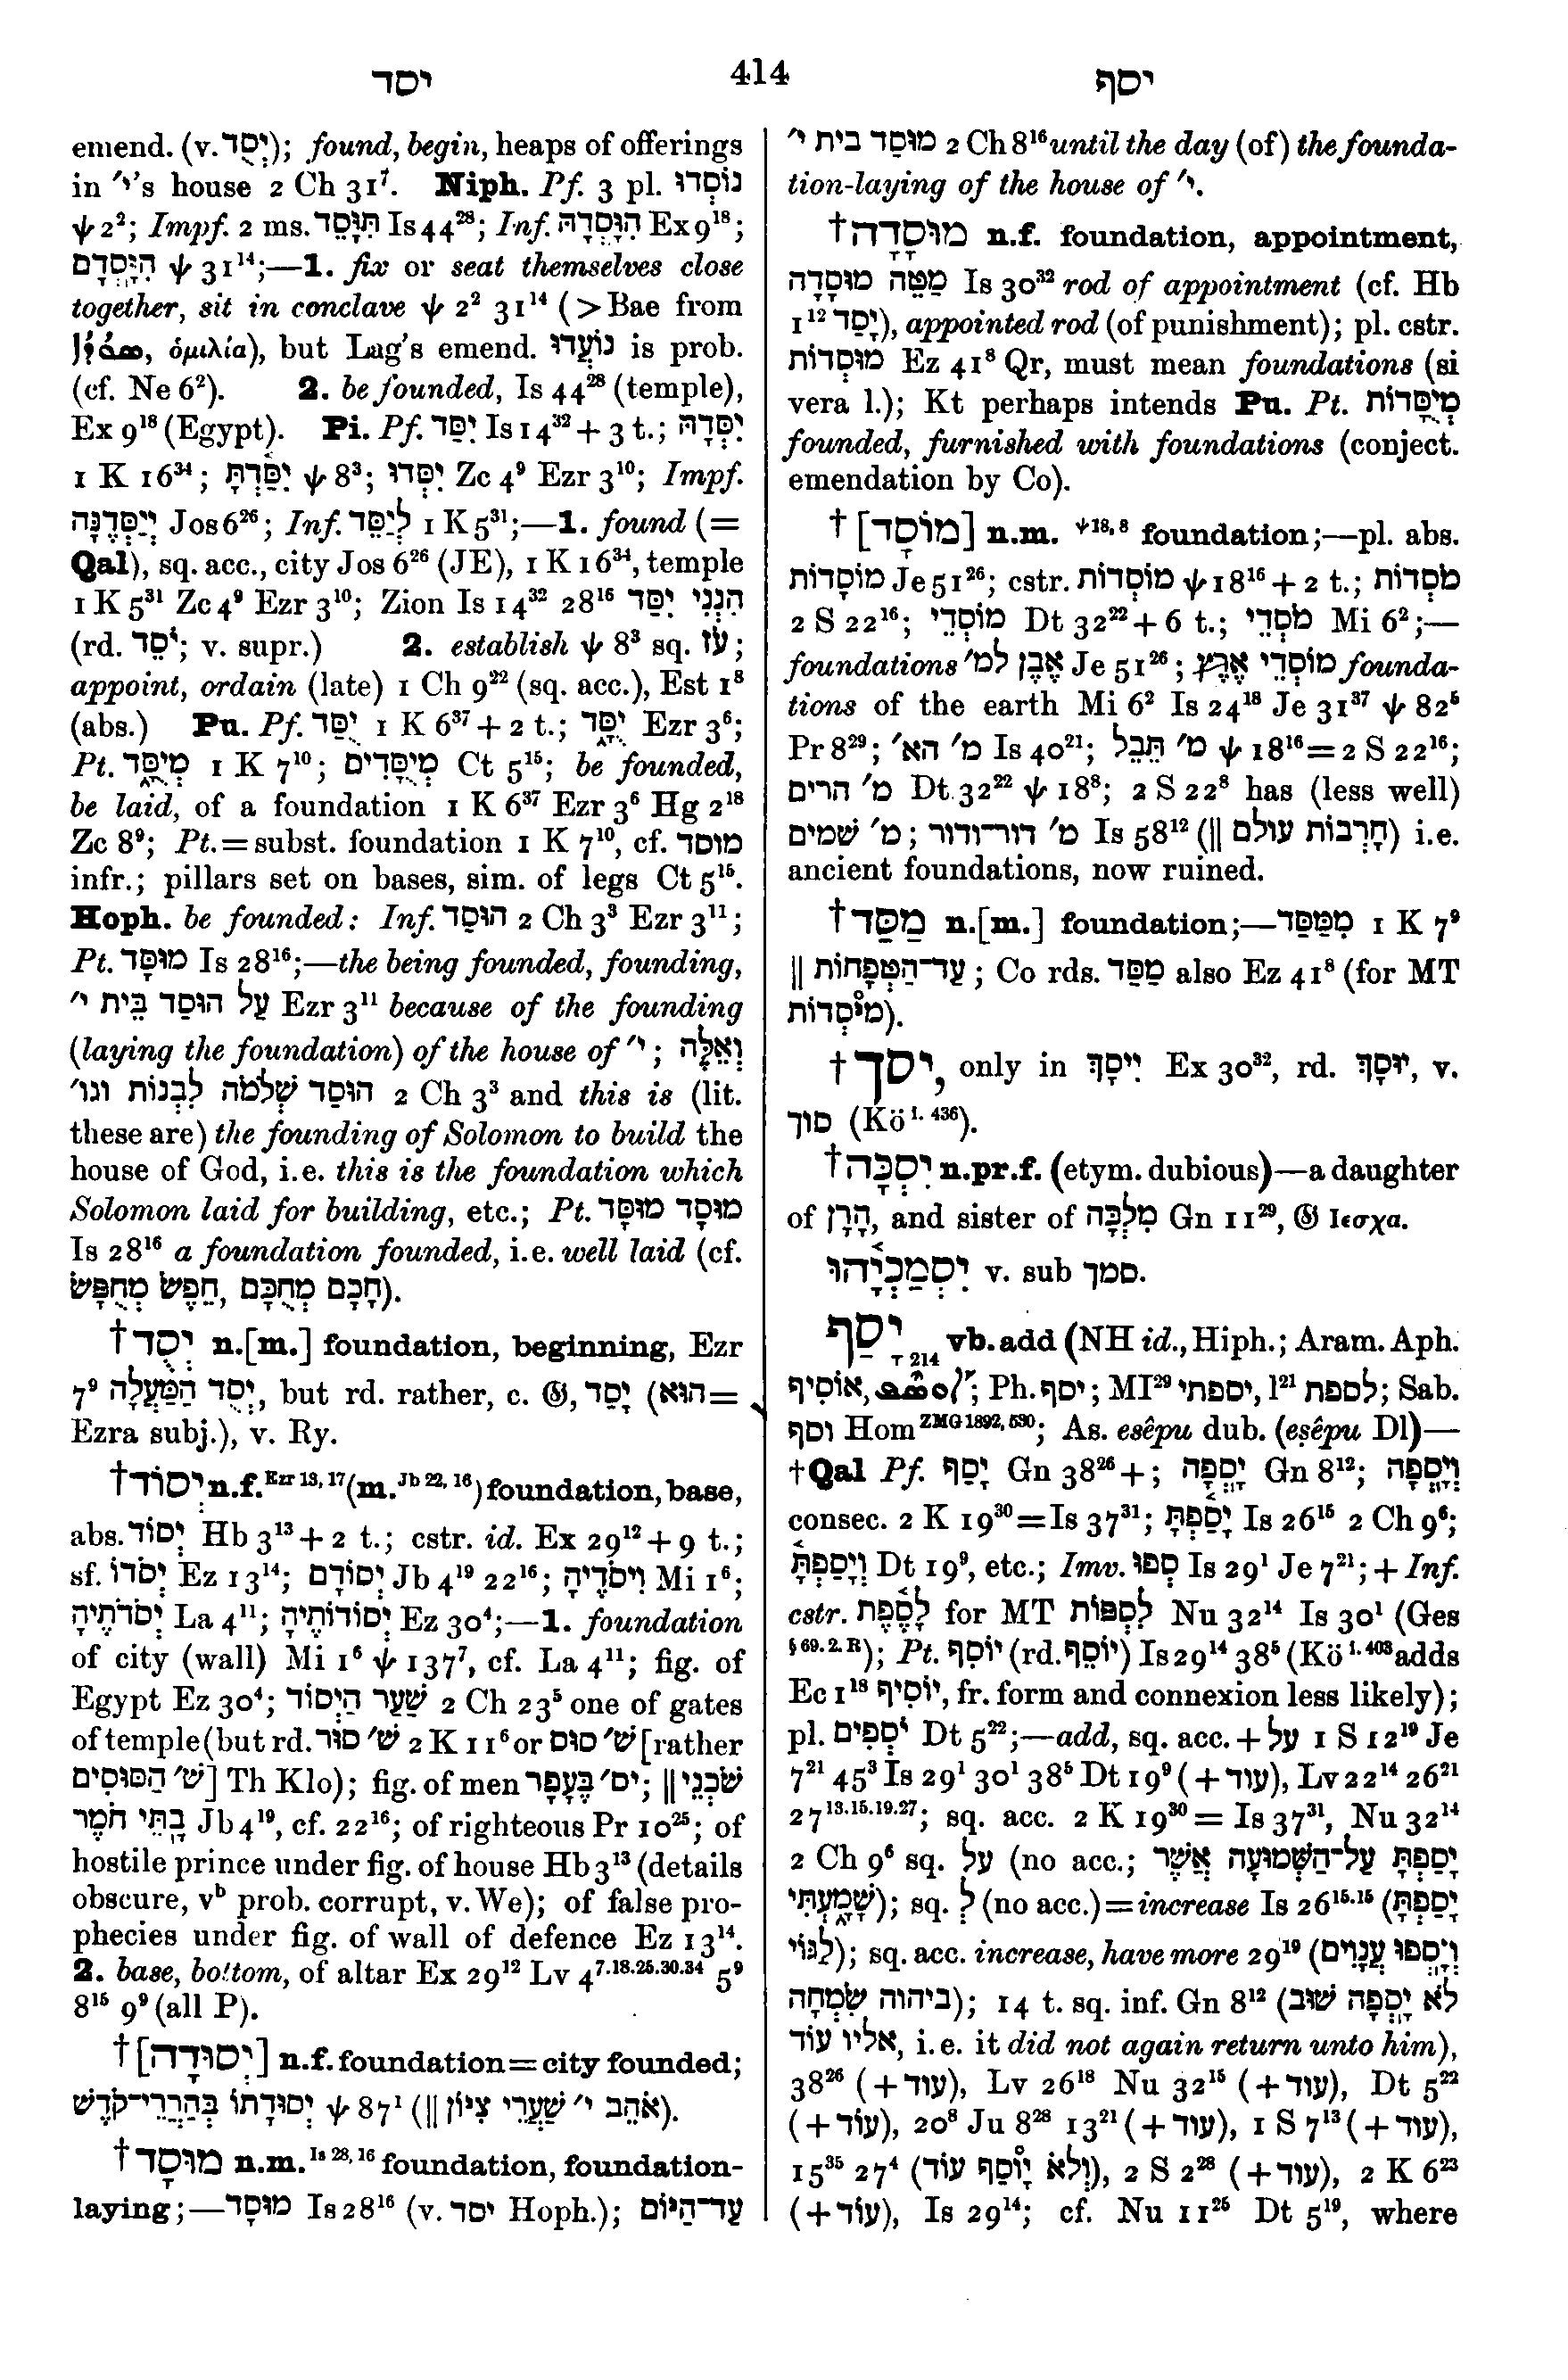 יסד 414 יסף
emend. (v. יְסֻד); found, begin, heaps of offerings
in י״'s house 2 Ch 31⁷. Niph. Pf. 3 pl. נוֹסְדוּ
ψ 2²; Impf. 2 ms. תִּוָּסֵד Is 44²⁸; Inf. הִוָּסְדָהּ Ex 9¹⁸;
הִוָּסְדָם ψ 31¹⁴;—1. fix or seat themselves close
together, sit in conclave ψ 2² 31¹⁴ (>Bae from
ὁμιλία), but Lag's emend. נוֹעֲדוּ is prob.
(cf. Ne 6²). 2. be founded, Is 44²⁸ (temple),
Ex 9¹⁸ (Egypt). Pi. Pf. יִסַּד Is 14³² + 3 t.; יִסְּדָהּ
1 K 16³⁴; יִסַּדְתָּ ψ 8³; יִסְּדוּ Zc 4⁹ Ezr 3¹⁰; Impf.
יְיַסְּדֶנָּה Jos 6²⁶; Inf. לְיַסֵּד 1 K 5³¹;—1. found (=
Qal), sq. acc., city Jos 6²⁶ (JE), 1 K 16³⁴, temple
1 K 5³¹ Zc 4⁹ Ezr 3¹⁰; Zion Is 14³² 28¹⁶ הִנְנִי יִסַּד
(rd. יֹסֵד; v. supr.) 2. establish ψ 8³ sq. עֹז;
appoint, ordain (late) 1 Ch 9²² (sq. acc.), Est 1⁸
(abs.) Pu. Pf. יֻסַּד 1 K 6³⁷ + 2 t.; יֻסָּד Ezr 3⁶;
Pt. מְיֻסָּד 1 K 7¹⁰; מְיֻסָּדִים Ct 5¹⁵; be founded,
be laid, of a foundation 1 K 6³⁷ Ezr 3⁶ Hg 2¹⁸
Zc 8⁹; Pt. = subst. foundation 1 K 7¹⁰, cf. מוסד
infr.; pillars set on bases, sim. of legs Ct 5¹⁵.
Hoph. be founded: Inf. הוּסַד 2 Ch 3³ Ezr 3¹¹;
Pt. מוּסָּד Is 28¹⁶;—the being founded, founding,
עַל הוּסַד בֵּית י״ Ezr 3¹¹ because of the founding
(laying the foundation) of the house of י״; וְאֵלֶּה
הוּסַד שְׁלֹמֹה לִבְנוֹת וגו׳ 2 Ch 3³ and this is (lit.
these are) the founding of Solomon to build the
house of God, i.e. this is the foundation which
Solomon laid for building, etc.; Pt. מוּסָד מוּסָּד
Is 28¹⁶ a foundation founded, i.e. well laid (cf.
חָכָם מְחֻכָּם, חֵפֶשׂ מְחֻפָּשׂ).
†יְסֻד n.[m.] foundation, beginning, Ezr
7⁹ יְסֻד הַמַּעֲלָה, but rd. rather, c. 𝔊, יָסַד (הוּא =
Ezra subj.), v. Ry.
†יְסוֹד n.f. Ezr 13, 17 (m. Jb 22, 16) foundation, base,
abs. יְסוֹד Hb 3¹³ + 2 t.; cstr. id. Ex 29¹² + 9 t.;
sf. יְסֹדוֹ Ez 13¹⁴; יְסוֹדָם Jb 4¹⁹ 22¹⁶; וִיסֹדֶיהָ Mi 1⁶;
יְסֹדֹתֶיהָ La 4¹¹; יְסוֹדוֹתֶיהָ Ez 30⁴;—1. foundation
of city (wall) Mi 1⁶ ψ 137⁷, cf. La 4¹¹; fig. of
Egypt Ez 30⁴; שַׁעַר הַיְסוֹד 2 Ch 23⁵ one of gates
of temple (but rd. שׁ׳ סוּר 2 K 11⁶ or שׁ׳ סוּס [rather
שׁ׳ הַסּוּסִים] Th Klo); fig. of men יס׳ בֶּעָפָר; || שֹׁכְנֵי
בָתֵּי חֹמֶר Jb 4¹⁹, cf. 22¹⁶; of righteous Pr 10²⁵; of
hostile prince under fig. of house Hb 3¹³ (details
obscure, vᵇ prob. corrupt, v. We); of false pro-
phecies under fig. of wall of defence Ez 13¹⁴.
2. base, bottom, of altar Ex 29¹² Lv 4⁷·¹⁸·²⁵·³⁰·³⁴ 5⁹
8¹⁵ 9⁹ (all P).
†[יְסוּדָה] n.f. foundation = city founded;
יְסוּדָתוֹ בְּהַרֲרֵי־קֹדֶשׁ ψ 87¹ (|| אֹהֵב י׳ שַׁעֲרֵי צִיּוֹן).
†מוּסָד n.m. Is 28, 16 foundation, foundation-
laying;—מוּסָד Is 28¹⁶ (v. יסד Hoph.); עַד־הַיּוֹם
מוּסַד בית י״ 2 Ch 8¹⁶ until the day (of) the founda-
tion-laying of the house of י״.
†מוּסָדָה n.f. foundation, appointment,
מַטֵּה מוּסָדָה Is 30³² rod of appointment (cf. Hb
1¹² יָסַד), appointed rod (of punishment); pl. cstr.
מוּסְדוֹת Ez 41⁸ Qr, must mean foundations (si
vera l.); Kt perhaps intends Pu. Pt. מְיֻסָּדוֹת
founded, furnished with foundations (conject.
emendation by Co).
†[מוֹסָד] n.m. ψ 18, 8 foundation;—pl. abs.
מוֹסָדוֹת Je 51²⁶; cstr. מוֹסְדוֹת ψ 18¹⁶ + 2 t.; מֹסְדוֹת
2 S 22¹⁶; מוֹסְדֵי Dt 32²² + 6 t.; מֹסְדֵי Mi 6²;—
foundations אֶבֶן לְמ׳ Je 51²⁶; מוֹסְדֵי אֶרֶץ founda-
tions of the earth Mi 6² Is 24¹⁸ Je 31³⁷ ψ 82⁵
Pr 8²⁹; מ׳ הא׳ Is 40²¹; מ׳ תֵּבֵל ψ 18¹⁶ = 2 S 22¹⁶;
מ׳ הרים Dt 32²² ψ 18⁸; 2 S 22⁸ has (less well)
מ׳ שׁמים; מ׳ דור־ודור Is 58¹² (|| חָרְבוֹת עולם) i.e.
ancient foundations, now ruined.
†מַסַּד n.[m.] foundation;—מִמַּסַּד 1 K 7⁹
|| עַד־הַטְּפָחוֹת; Co rds. מַסַּד also Ez 41⁸ (for MT
מיסְדוֹת).
†יסך, only in יִיסָךְ Ex 30³², rd. יוּסַךְ, v.
סוך (Kö I. 436).
†יִסְכָּה n.pr.f. (etym. dubious)—a daughter
of הָרָן, and sister of מִלְכָּה Gn 11²⁹, 𝔊 Ιεσχα.
יִסְמַכְיָהוּ v. sub סמך.
יָסַף 214 vb. add (NH id., Hiph.; Aram. Aph.
אוֹסִיף, ; Ph. יסף; MI²⁹ יספתי, l²¹ לספת; Sab.
וסף Hom ZMG 1892, 530; As. esêpu dub. (eṣêpu Dl)—
†Qal Pf. יָסַף Gn 38²⁶ +; יָסְפָה Gn 8¹²; וְיָסְפָה
consec. 2 K 19³⁰ = Is 37³¹; יָסַפְתָּ Is 26¹⁵ 2 Ch 9⁶;
וְיָסַפְתָּ Dt 19⁹, etc.; Imv. סְפוּ Is 29¹ Je 7²¹; + Inf.
cstr. לָסֶפֶת for MT לִסְפּוֹת Nu 32¹⁴ Is 30¹ (Ges
§ 69. 2. R); Pt. יוֹסִף (rd. יוֹסֵף) Is 29¹⁴ 38⁵ (Kö I. 403 adds
Ec 1¹⁸ יוֹסִיף, fr. form and connexion less likely);
pl. יֹסְפִים Dt 5²²;—add, sq. acc. + עַל 1 S 12¹⁹ Je
7²¹ 45³ Is 29¹ 30¹ 38⁵ Dt 19⁹ (+ עוד), Lv 22¹⁴ 26²¹
27¹³·¹⁵·¹⁹·²⁷; sq. acc. 2 K 19³⁰ = Is 37³¹, Nu 32¹⁴
2 Ch 9⁶ sq. עַל (no acc.; יָסַפְתָּ עַל־הַשְּׁמוּעָה אֲשֶׁר
שָׁמָעְתִּי); sq. לְ (no acc.) = increase Is 26¹⁵·¹⁵ (יָסַפְתָּ
לַגּוֹי); sq. acc. increase, have more 29¹⁹ (וְיָסְפוּ עֲנָוִים
ביהוה שִׂמְחָה); 14 t. sq. inf. Gn 8¹² (לֹא יָסְפָה שׁוּב
אליו עוֹד, i.e. it did not again return unto him),
38²⁶ (+ עוד), Lv 26¹⁸ Nu 32¹⁵ (+ עוד), Dt 5²²
(+ עוֹד), 20⁸ Ju 8²⁸ 13²¹ (+ עוד), 1 S 7¹³ (+ עוד),
15³⁵ 27⁴ (וְלֹא יוֹסַף עוֹד), 2 S 2²⁸ (+ עוד), 2 K 6²³
(+ עוֹד), Is 29¹⁴; cf. Nu 11²⁵ Dt 5¹⁹, where